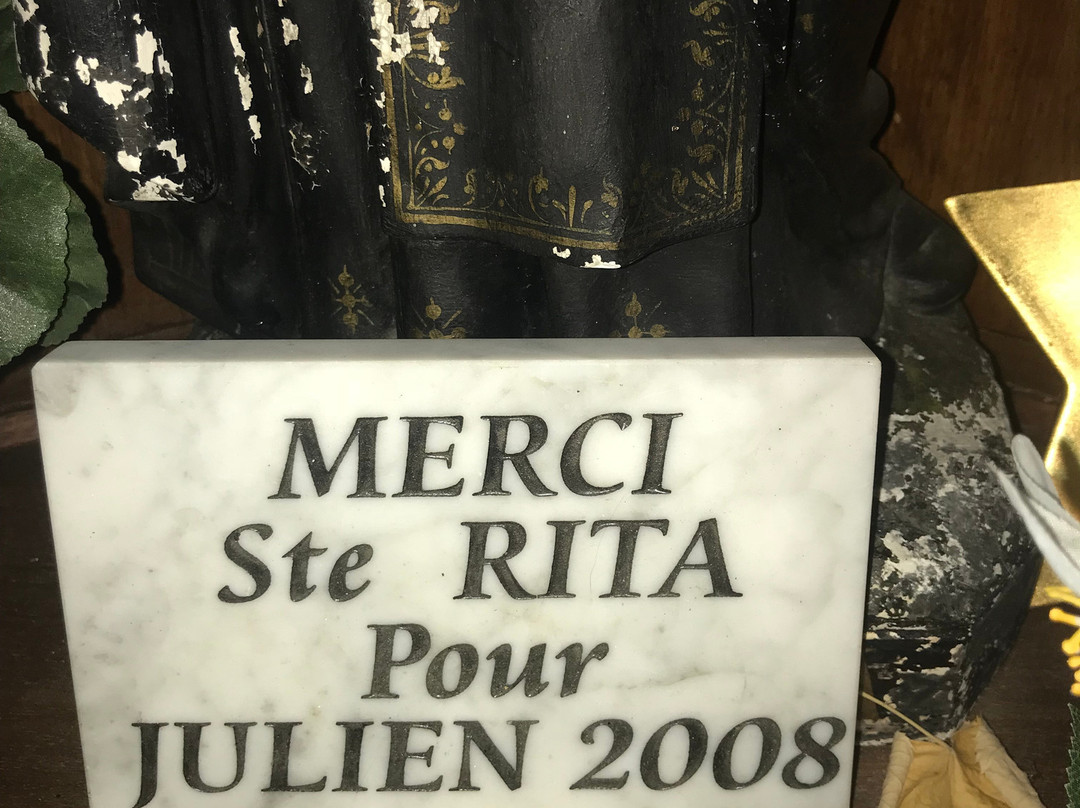 MERCI
Ste RITA
Pour
JULIEN 2008